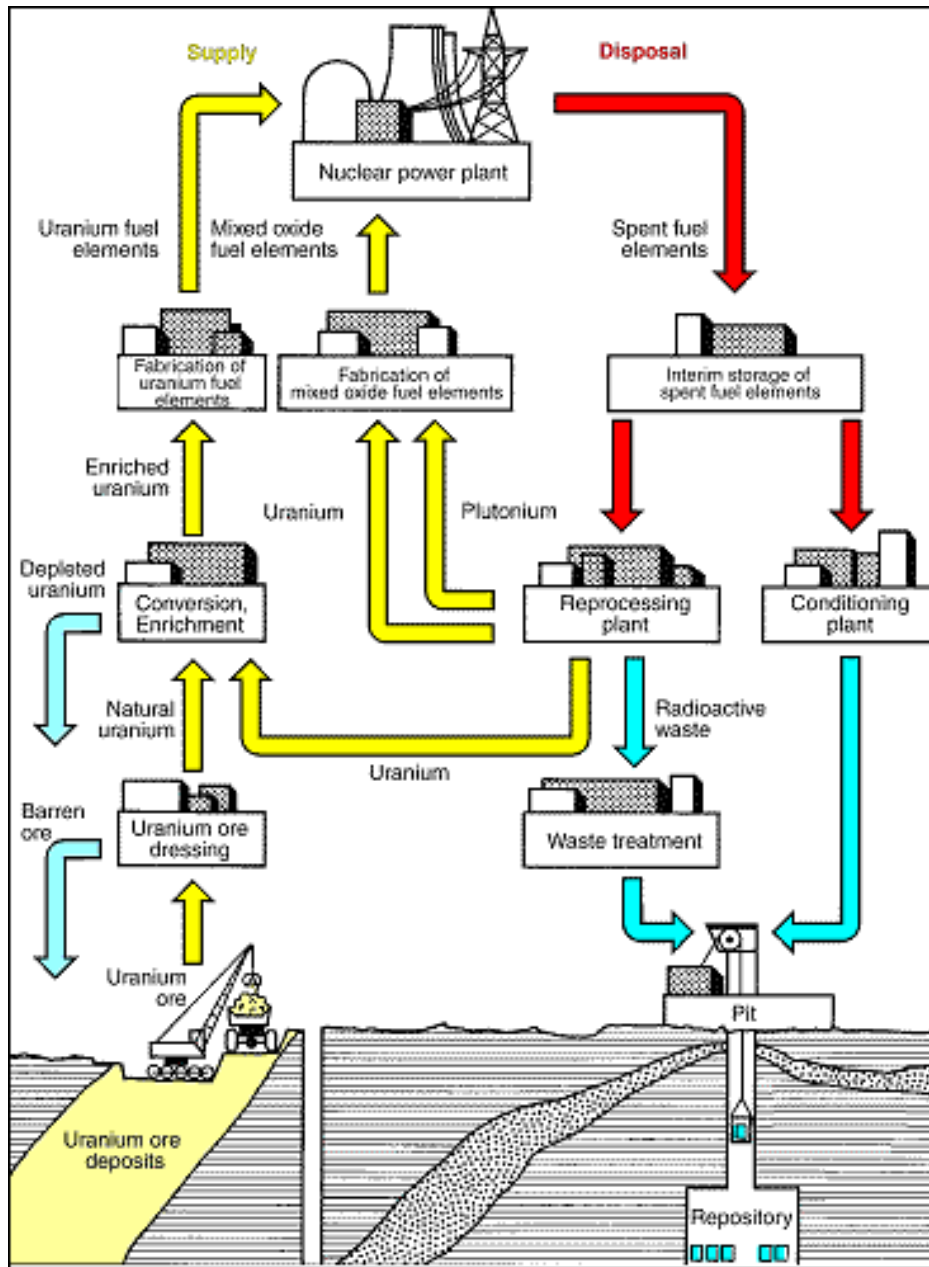 Supply
Disposal
Nuclear power plant
Uranium fuel
elements
Mixed oxide
fuel elements
Spent fuel
elements
Fabrication of
uranium fuel
elements
Fabrication of
mixed oxide fuel elements
Interim storage of
spent fuel elements
Enriched
uranium
Uranium
Plutonium
Depleted
uranium
Conversion,
Enrichment
Reprocessing
plant
Conditioning
plant
Natural
uranium
Uranium
Radioactive
waste
Barren
ore
Uranium ore
dressing
Waste treatment
Uranium
ore
Pit
Uranium ore
deposits
Repository